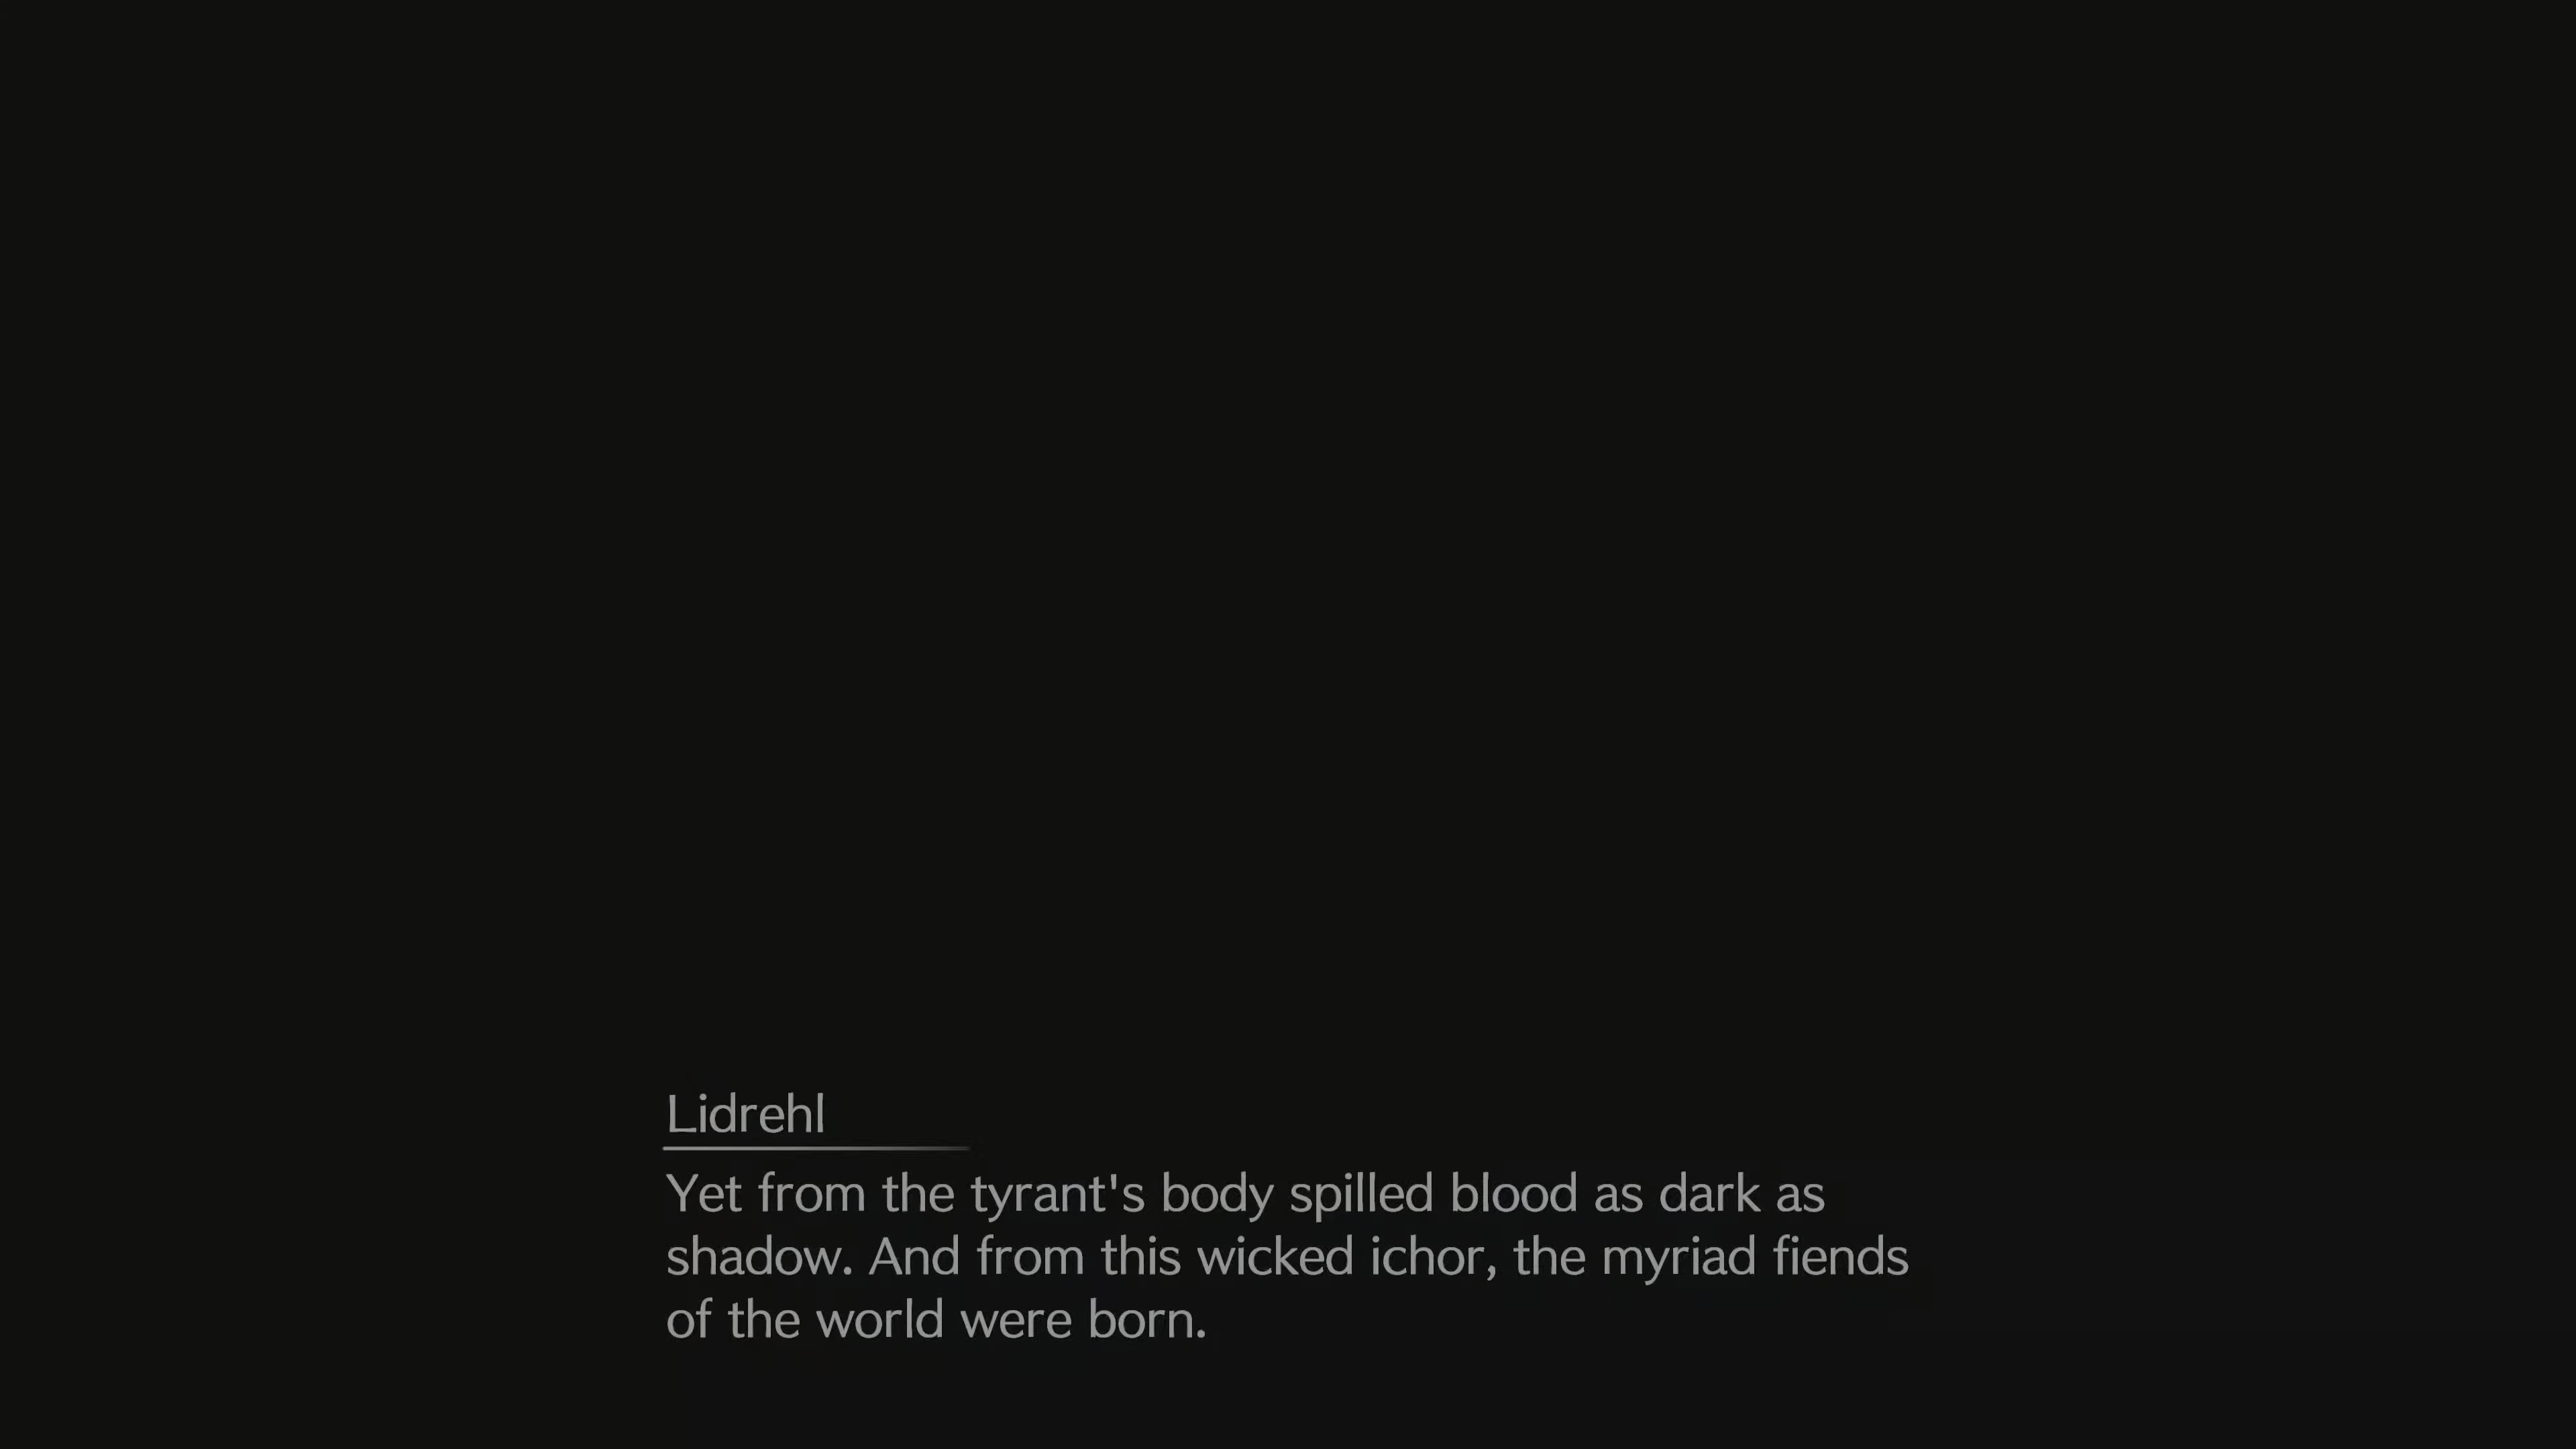 Lidrehl
Yet from the tyrant's body spilled blood as dark as
shadow. And from this wicked ichor, the myriad fiends
of the world were born.